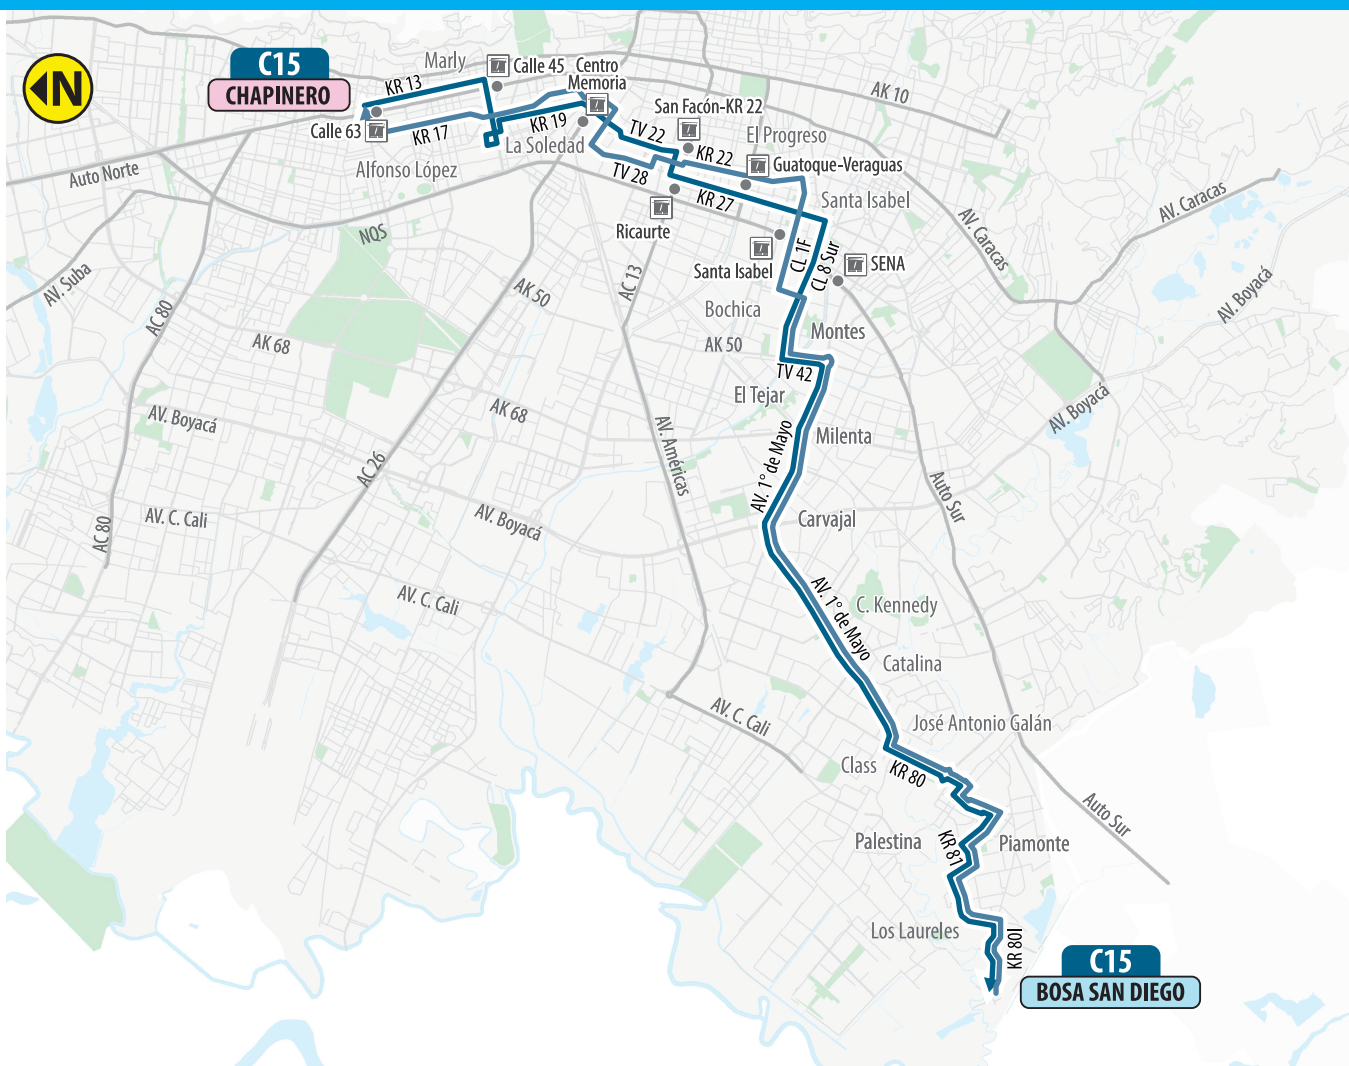 N
C15
CHAPINERO
Marly
Calle 45
Centro
Memoria
KR 13
AK 10
San Facón-KR 22
Calle 63
KR 17
KR 19
La Soledad
TV 22
El Progreso
KR 22
Guatoque-Veraguas
Auto Norte
Alfonso López
TV 28
KR 27
Santa Isabel
AV. Caracas
AV. Caracas
NQS
Ricaurte
Santa Isabel
CL 1F
CL 8 Sur
SENA
AV. Suba
AC 80
AK 50
AC 13
Bochica
Montes
AV. Boyacá
AK 68
AK 50
TV 42
El Tejar
AV. Boyacá
AK 68
AV. Boyacá
AV. Américas
AV. 1° de Mayo
Milenta
AC 26
Auto Sur
AC 80
AV. C. Cali
AV. Boyacá
Carvajal
AV. C. Cali
AV. 1° de Mayo
C. Kennedy
Catalina
AV. C. Cali
José Antonio Galán
Class
KR 80
Auto Sur
Palestina
KR 81
Piamonte
Los Laureles
KR 80I
C15
BOSA SAN DIEGO